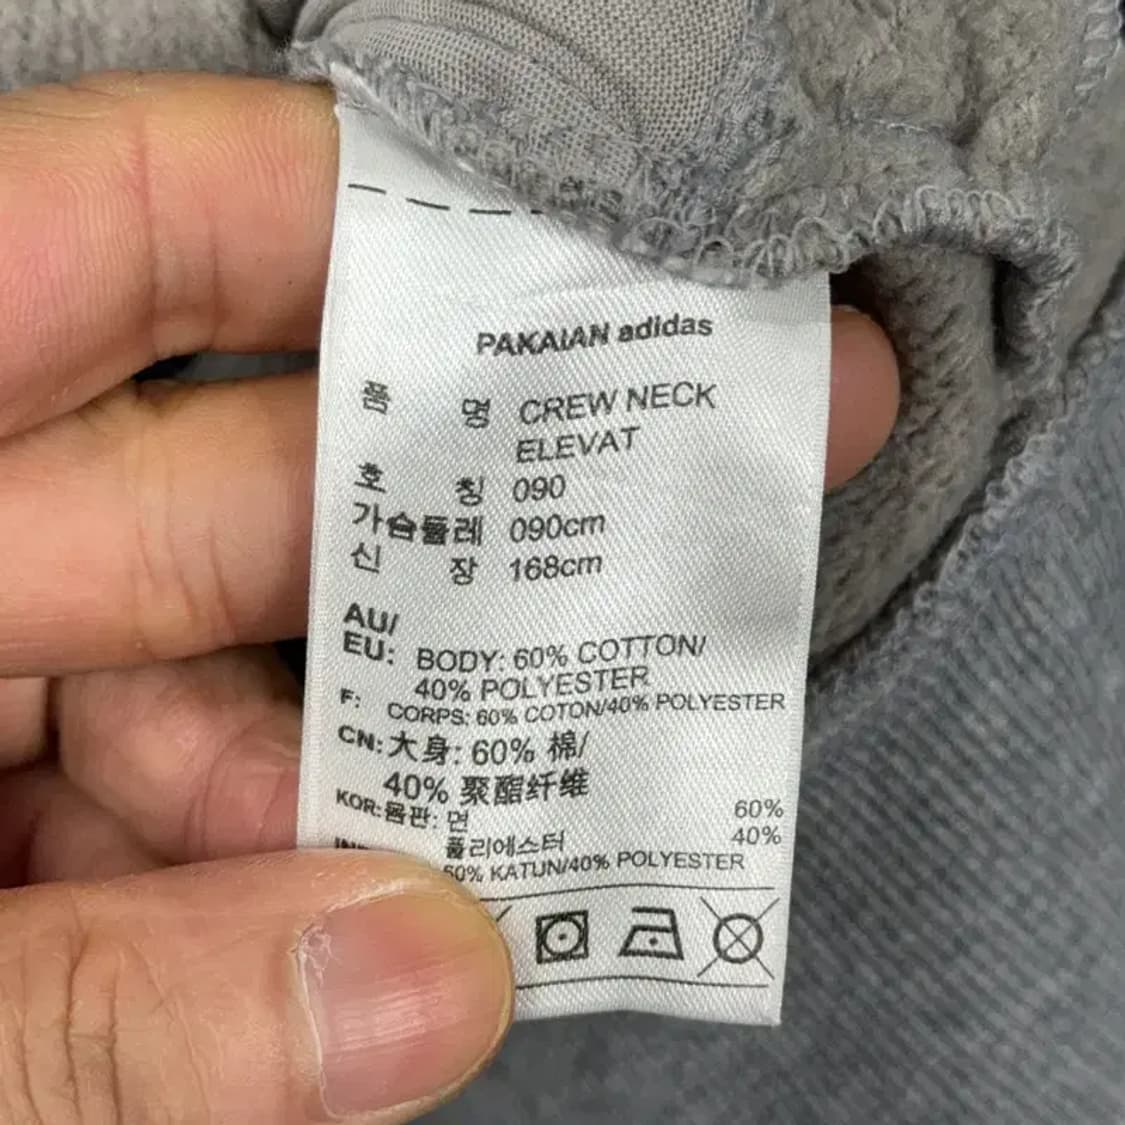 PAKAIAN adidas
품 명 CREW NECK
ELEVAT
호 칭 090
가슴둘레 090cm
신 장 168cm
AU/
EU: BODY: 60% COTTON/
40% POLYESTER
F: CORPS: 60% COTON/40% POLYESTER
CN: 大身: 60% 棉/
40% 聚酯纤维
KOR: 몸판: 면 60%
폴리에스터 40%
60% KATUN/40% POLYESTER